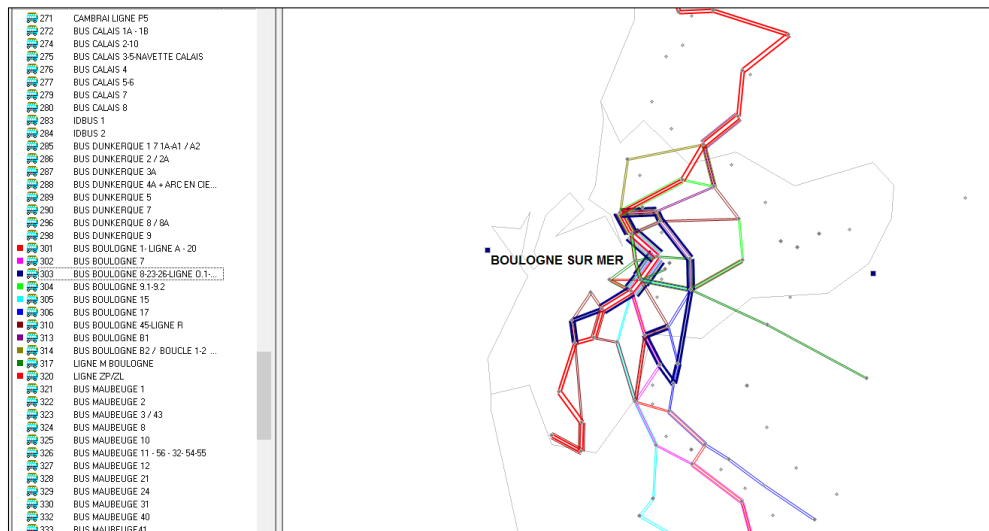 271 CAMBRAI LIGNE P5
272 BUS CALAIS 1A - 1B
274 BUS CALAIS 2-10
275 BUS CALAIS 3-5-NAVETTE CALAIS
276 BUS CALAIS 4
277 BUS CALAIS 5-6
279 BUS CALAIS 7
280 BUS CALAIS 8
283 IDBUS 1
284 IDBUS 2
285 BUS DUNKERQUE 1 7 1A-A1 / A2
286 BUS DUNKERQUE 2 / 2A
287 BUS DUNKERQUE 3A
288 BUS DUNKERQUE 4A + ARC EN CIE...
289 BUS DUNKERQUE 5
290 BUS DUNKERQUE 7
296 BUS DUNKERQUE 8 / 8A
298 BUS DUNKERQUE 9
301 BUS BOULOGNE 1- LIGNE A - 20
302 BUS BOULOGNE 7
303 BUS BOULOGNE 8-23-26-LIGNE O.1-...
304 BUS BOULOGNE 9.1-9.2
305 BUS BOULOGNE 15
306 BUS BOULOGNE 17
310 BUS BOULOGNE 45-LIGNE R
313 BUS BOULOGNE B1
314 BUS BOULOGNE B2 / BOUCLE 1-2 ...
317 LIGNE M BOULOGNE
320 LIGNE ZP/ZL
321 BUS MAUBEUGE 1
322 BUS MAUBEUGE 2
323 BUS MAUBEUGE 3 / 43
324 BUS MAUBEUGE 8
325 BUS MAUBEUGE 10
326 BUS MAUBEUGE 11 - 56 - 32- 54-55
327 BUS MAUBEUGE 12
328 BUS MAUBEUGE 21
329 BUS MAUBEUGE 24
330 BUS MAUBEUGE 31
332 BUS MAUBEUGE 40
333 BUS MAUBEUGE41
BOULOGNE SUR MER